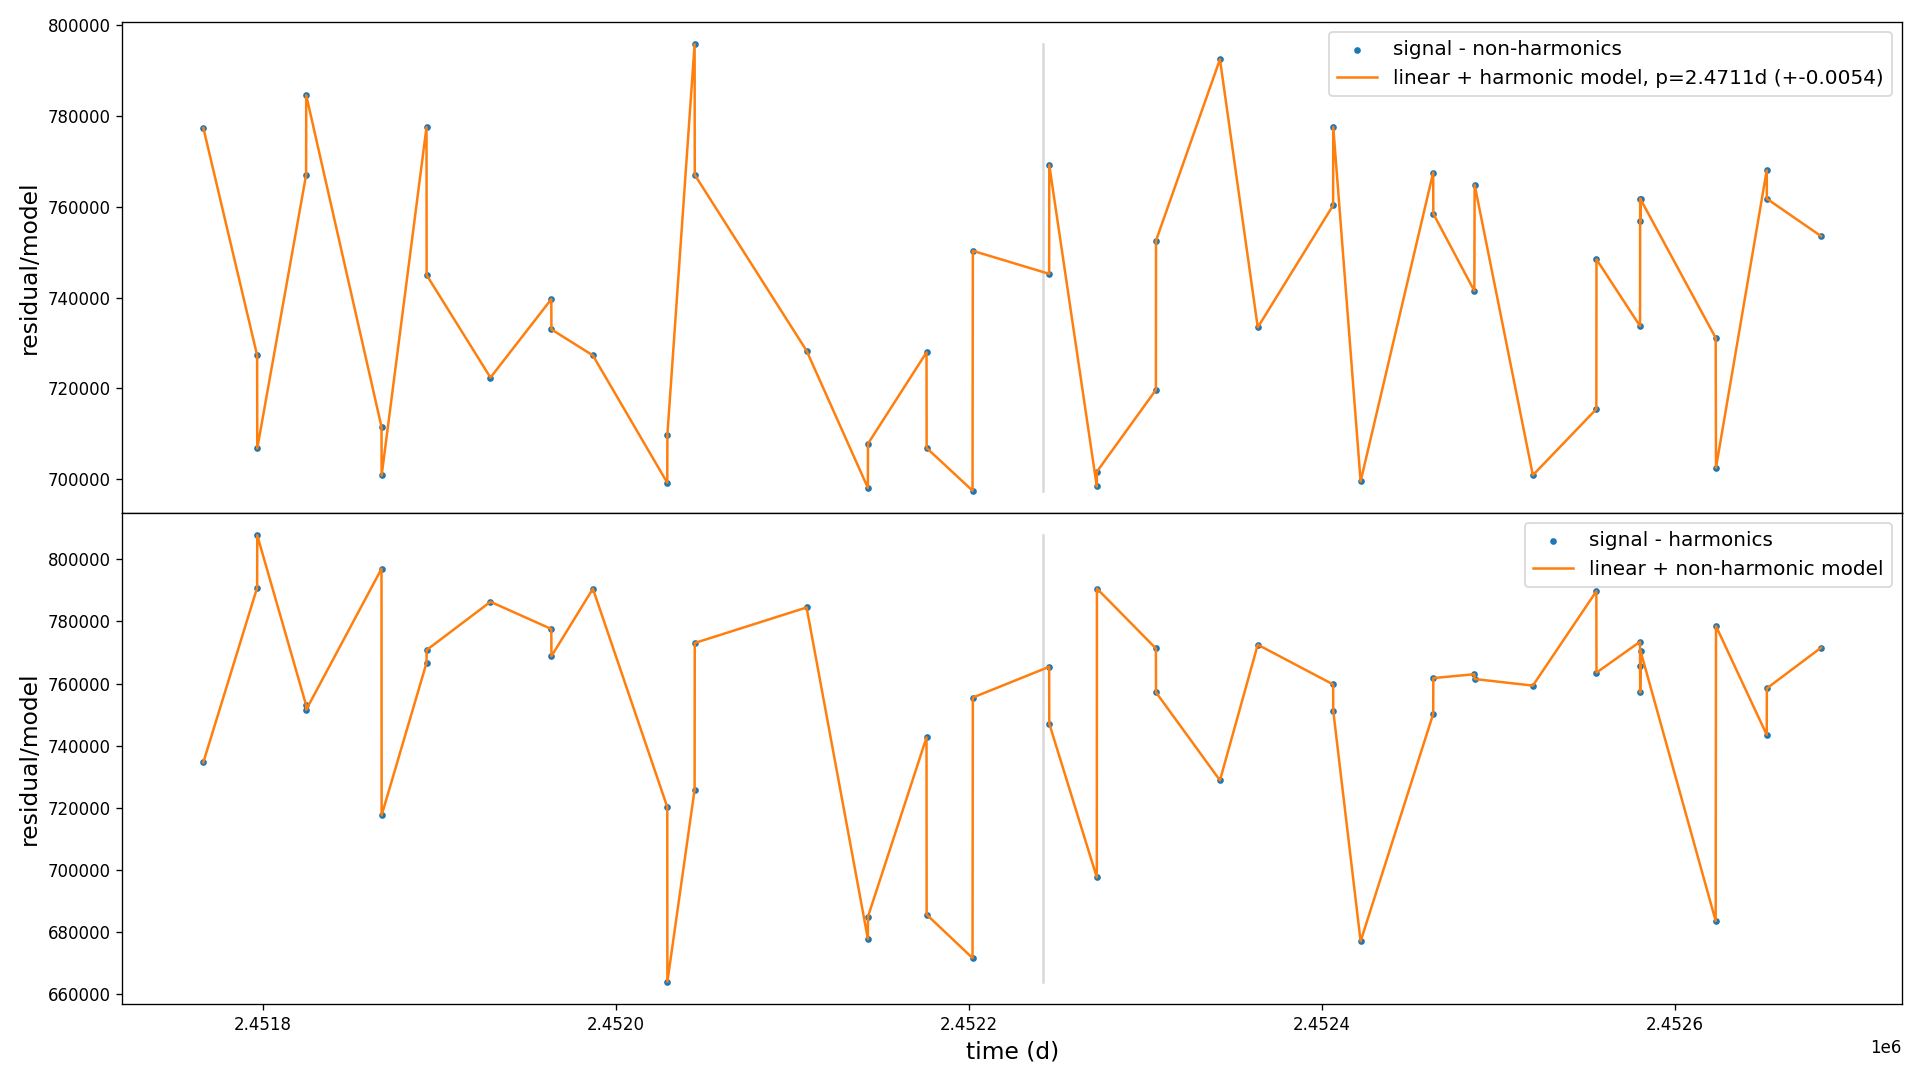 800000
780000
760000
740000
720000
700000
residual/model
signal - non-harmonics
linear + harmonic model, p=2.4711d (+-0.0054)
800000
780000
760000
740000
720000
700000
680000
660000
residual/model
signal - harmonics
linear + non-harmonic model
2.4518 2.4520 2.4522 2.4524 2.4526
time (d)
1e6